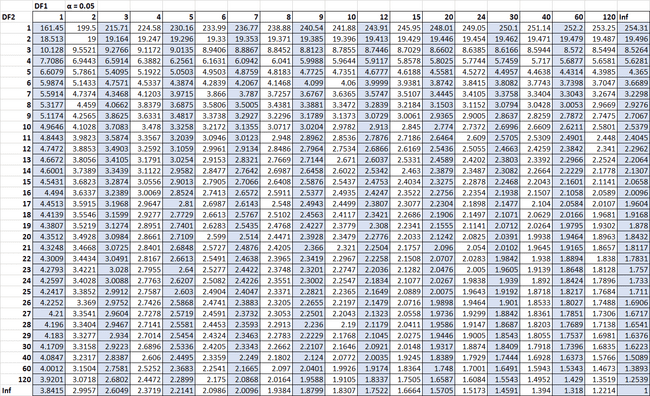 DF1 α = 0.05
DF2 1 2 3 4 5 6 7 8 9 10 12 15 20 24 30 40 60 120 Inf
1 161.45 199.5 215.71 224.58 230.16 233.99 236.77 238.88 240.54 241.88 243.91 245.95 248.01 249.05 250.1 251.14 252.2 253.25 254.31
2 18.513 19 19.164 19.247 19.296 19.33 19.353 19.371 19.385 19.396 19.413 19.429 19.446 19.454 19.462 19.471 19.479 19.487 19.496
3 10.128 9.5521 9.2766 9.1172 9.0135 8.9406 8.8867 8.8452 8.8123 8.7855 8.7446 8.7029 8.6602 8.6385 8.6166 8.5944 8.572 8.5494 8.5264
4 7.7086 6.9443 6.5914 6.3882 6.2561 6.1631 6.0942 6.041 5.9988 5.9644 5.9117 5.8578 5.8025 5.7744 5.7459 5.717 5.6877 5.6581 5.6281
5 6.6079 5.7861 5.4095 5.1922 5.0503 4.9503 4.8759 4.8183 4.7725 4.7351 4.6777 4.6188 4.5581 4.5272 4.4957 4.4638 4.4314 4.3985 4.365
6 5.9874 5.1433 4.7571 4.5337 4.3874 4.2839 4.2067 4.1468 4.099 4.06 3.9999 3.9381 3.8742 3.8415 3.8082 3.7743 3.7398 3.7047 3.6689
7 5.5914 4.7374 4.3468 4.1203 3.9715 3.866 3.787 3.7257 3.6767 3.6365 3.5747 3.5107 3.4445 3.4105 3.3758 3.3404 3.3043 3.2674 3.2298
8 5.3177 4.459 4.0662 3.8379 3.6875 3.5806 3.5005 3.4381 3.3881 3.3472 3.2839 3.2184 3.1503 3.1152 3.0794 3.0428 3.0053 2.9669 2.9276
9 5.1174 4.2565 3.8625 3.6331 3.4817 3.3738 3.2927 3.2296 3.1789 3.1373 3.0729 3.0061 2.9365 2.9005 2.8637 2.8259 2.7872 2.7475 2.7067
10 4.9646 4.1028 3.7083 3.478 3.3258 3.2172 3.1355 3.0717 3.0204 2.9782 2.913 2.845 2.774 2.7372 2.6996 2.6609 2.6211 2.5801 2.5379
11 4.8443 3.9823 3.5874 3.3567 3.2039 3.0946 3.0123 2.948 2.8962 2.8536 2.7876 2.7186 2.6464 2.609 2.5705 2.5309 2.4901 2.448 2.4045
12 4.7472 3.8853 3.4903 3.2592 3.1059 2.9961 2.9134 2.8486 2.7964 2.7534 2.6866 2.6169 2.5436 2.5055 2.4663 2.4259 2.3842 2.341 2.2962
13 4.6672 3.8056 3.4105 3.1791 3.0254 2.9153 2.8321 2.7669 2.7144 2.671 2.6037 2.5331 2.4589 2.4202 2.3803 2.3392 2.2966 2.2524 2.2064
14 4.6001 3.7389 3.3439 3.1122 2.9582 2.8477 2.7642 2.6987 2.6458 2.6022 2.5342 2.463 2.3879 2.3487 2.3082 2.2664 2.2229 2.1778 2.1307
15 4.5431 3.6823 3.2874 3.0556 2.9013 2.7905 2.7066 2.6408 2.5876 2.5437 2.4753 2.4034 2.3275 2.2878 2.2468 2.2043 2.1601 2.1141 2.0658
16 4.494 3.6337 3.2389 3.0069 2.8524 2.7413 2.6572 2.5911 2.5377 2.4935 2.4247 2.3522 2.2756 2.2354 2.1938 2.1507 2.1058 2.0589 2.0096
17 4.4513 3.5915 3.1968 2.9647 2.81 2.6987 2.6143 2.548 2.4943 2.4499 2.3807 2.3077 2.2304 2.1898 2.1477 2.104 2.0584 2.0107 1.9604
18 4.4139 3.5546 3.1599 2.9277 2.7729 2.6613 2.5767 2.5102 2.4563 2.4117 2.3421 2.2686 2.1906 2.1497 2.1071 2.0629 2.0166 1.9681 1.9168
19 4.3807 3.5219 3.1274 2.8951 2.7401 2.6283 2.5435 2.4768 2.4227 2.3779 2.308 2.2341 2.1555 2.1141 2.0712 2.0264 1.9795 1.9302 1.878
20 4.3512 3.4928 3.0984 2.8661 2.7109 2.599 2.514 2.4471 2.3928 2.3479 2.2776 2.2033 2.1242 2.0825 2.0391 1.9938 1.9464 1.8963 1.8432
21 4.3248 3.4668 3.0725 2.8401 2.6848 2.5727 2.4876 2.4205 2.366 2.321 2.2504 2.1757 2.096 2.054 2.0102 1.9645 1.9165 1.8657 1.8117
22 4.3009 3.4434 3.0491 2.8167 2.6613 2.5491 2.4638 2.3965 2.3419 2.2967 2.2258 2.1508 2.0707 2.0283 1.9842 1.938 1.8894 1.838 1.7831
23 4.2793 3.4221 3.028 2.7955 2.64 2.5277 2.4422 2.3748 2.3201 2.2747 2.2036 2.1282 2.0476 2.005 1.9605 1.9139 1.8648 1.8128 1.757
24 4.2597 3.4028 3.0088 2.7763 2.6207 2.5082 2.4226 2.3551 2.3002 2.2547 2.1834 2.1077 2.0267 1.9838 1.939 1.892 1.8424 1.7896 1.733
25 4.2417 3.3852 2.9912 2.7587 2.603 2.4904 2.4047 2.3371 2.2821 2.2365 2.1649 2.0889 2.0075 1.9643 1.9192 1.8718 1.8217 1.7684 1.711
26 4.2252 3.369 2.9752 2.7426 2.5868 2.4741 2.3883 2.3205 2.2655 2.2197 2.1479 2.0716 1.9898 1.9464 1.901 1.8533 1.8027 1.7488 1.6906
27 4.21 3.3541 2.9604 2.7278 2.5719 2.4591 2.3732 2.3053 2.2501 2.2043 2.1323 2.0558 1.9736 1.9299 1.8842 1.8361 1.7851 1.7306 1.6717
28 4.196 3.3404 2.9467 2.7141 2.5581 2.4453 2.3593 2.2913 2.236 2.19 2.1179 2.0411 1.9586 1.9147 1.8687 1.8203 1.7689 1.7138 1.6541
29 4.183 3.3277 2.934 2.7014 2.5454 2.4324 2.3463 2.2783 2.2229 2.1768 2.1045 2.0275 1.9446 1.9005 1.8543 1.8055 1.7537 1.6981 1.6376
30 4.1709 3.3158 2.9223 2.6896 2.5336 2.4205 2.3343 2.2662 2.2107 2.1646 2.0921 2.0148 1.9317 1.8874 1.8409 1.7918 1.7396 1.6835 1.6223
40 4.0847 3.2317 2.8387 2.606 2.4495 2.3359 2.249 2.1802 2.124 2.0772 2.0035 1.9245 1.8389 1.7929 1.7444 1.6928 1.6373 1.5766 1.5089
60 4.0012 3.1504 2.7581 2.5252 2.3683 2.2541 2.1665 2.097 2.0401 1.9926 1.9174 1.8364 1.748 1.7001 1.6491 1.5943 1.5343 1.4673 1.3893
120 3.9201 3.0718 2.6802 2.4472 2.2899 2.175 2.0868 2.0164 1.9588 1.9105 1.8337 1.7505 1.6587 1.6084 1.5543 1.4952 1.429 1.3519 1.2539
Inf 3.8415 2.9957 2.6049 2.3719 2.2141 2.0986 2.0096 1.9384 1.8799 1.8307 1.7522 1.6664 1.5705 1.5173 1.4591 1.394 1.318 1.2214 1